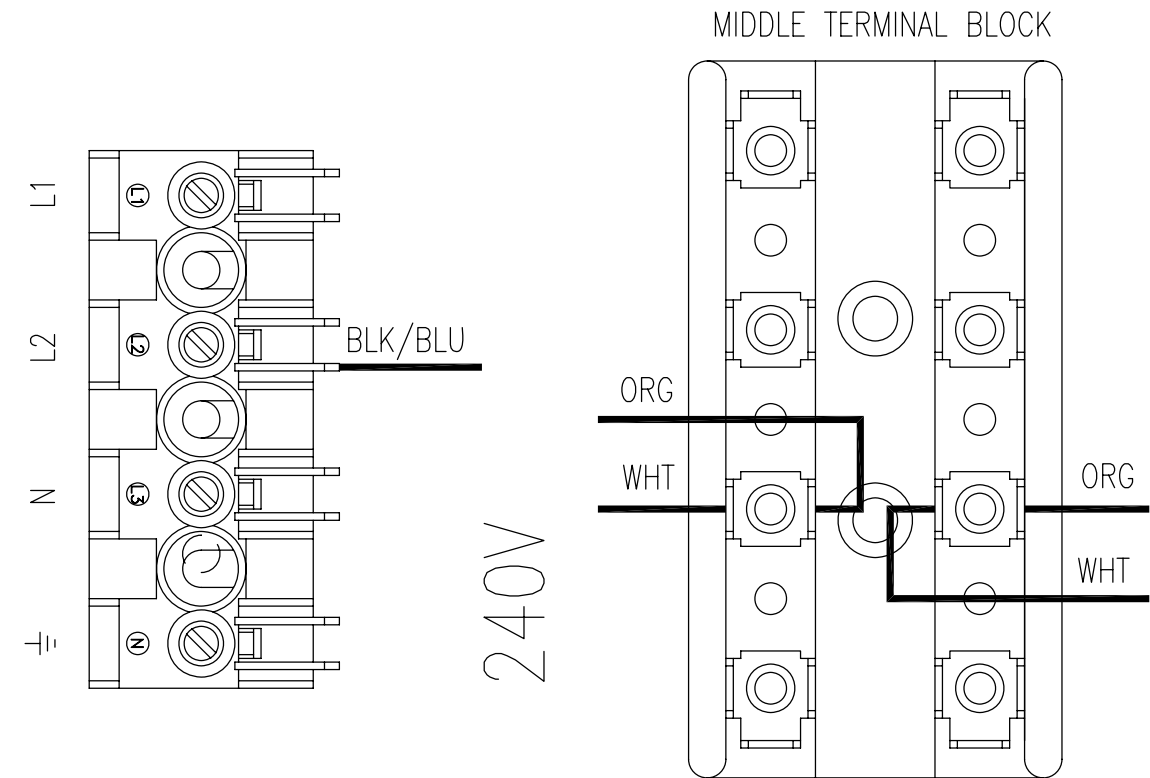 MIDDLE TERMINAL BLOCK
L1
L1
L2
L2
BLK/BLU
N
L3
N
240V
ORG
WHT
ORG
WHT